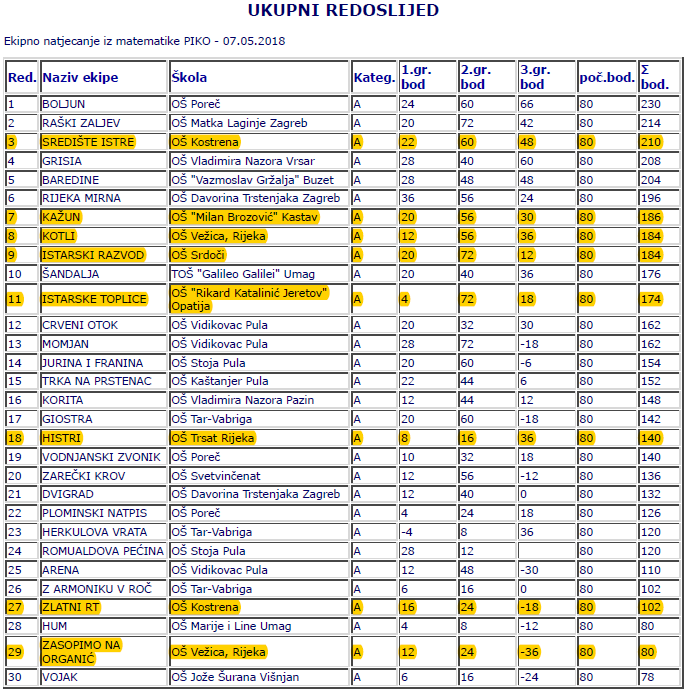 UKUPNI REDOSLIJED
Ekipno natjecanje iz matematike PIKO - 07.05.2018
Red. Naziv ekipe Škola Kateg. 1.gr. bod 2.gr. bod 3.gr. bod poč.bod. Σ bod.
1 BOLJUN OŠ Poreč A 24 60 66 80 230
2 RAŠKI ZALJEV OŠ Matka Laginje Zagreb A 20 72 42 80 214
3 SREDIŠTE ISTRE OŠ Kostrena A 22 60 48 80 210
4 GRISIA OŠ Vladimira Nazora Vrsar A 28 40 60 80 208
5 BAREDINE OŠ "Vazmoslav Gržalja" Buzet A 28 48 48 80 204
6 RIJEKA MIRNA OŠ Davorina Trstenjaka Zagreb A 36 56 24 80 196
7 KAŽUN OŠ "Milan Brozović" Kastav A 20 56 30 80 186
8 KOTLI OŠ Vežica, Rijeka A 12 56 36 80 184
9 ISTARSKI RAZVOD OŠ Srdoči A 20 72 12 80 184
10 ŠANDALJA TOŠ "Galileo Galilei" Umag A 20 40 36 80 176
11 ISTARSKE TOPLICE OŠ "Rikard Katalinić Jeretov" Opatija A 4 72 18 80 174
12 CRVENI OTOK OŠ Vidikovac Pula A 20 32 30 80 162
13 MOMJAN OŠ Vidikovac Pula A 28 72 -18 80 162
14 JURINA I FRANINA OŠ Stoja Pula A 20 60 -6 80 154
15 TRKA NA PRSTENAC OŠ Kaštanjer Pula A 22 44 6 80 152
16 KORITA OŠ Vladimira Nazora Pazin A 12 44 12 80 148
17 GIOSTRA OŠ Tar-Vabriga A 20 60 -18 80 142
18 HISTRI OŠ Trsat Rijeka A 8 16 36 80 140
19 VODNJANSKI ZVONIK OŠ Poreč A 10 32 18 80 140
20 ZAREČKI KROV OŠ Svetvinčenat A 12 56 -12 80 136
21 DVIGRAD OŠ Davorina Trstenjaka Zagreb A 12 40 0 80 132
22 PLOMINSKI NATPIS OŠ Poreč A 4 24 18 80 126
23 HERKULOVA VRATA OŠ Tar-Vabriga A -4 8 36 80 120
24 ROMUALDOVA PEĆINA OŠ Stoja Pula A 28 12 80 120
25 ARENA OŠ Vidikovac Pula A 12 48 -30 80 110
26 Z ARMONIKU V ROČ OŠ Tar-Vabriga A 6 16 0 80 102
27 ZLATNI RT OŠ Kostrena A 16 24 -18 80 102
28 HUM OŠ Marije i Line Umag A 4 8 -12 80 80
29 ZASOPIMO NA ORGANIĆ OŠ Vežica, Rijeka A 12 24 -36 80 80
30 VOJAK OŠ Jože Šurana Višnjan A 6 16 -24 80 78